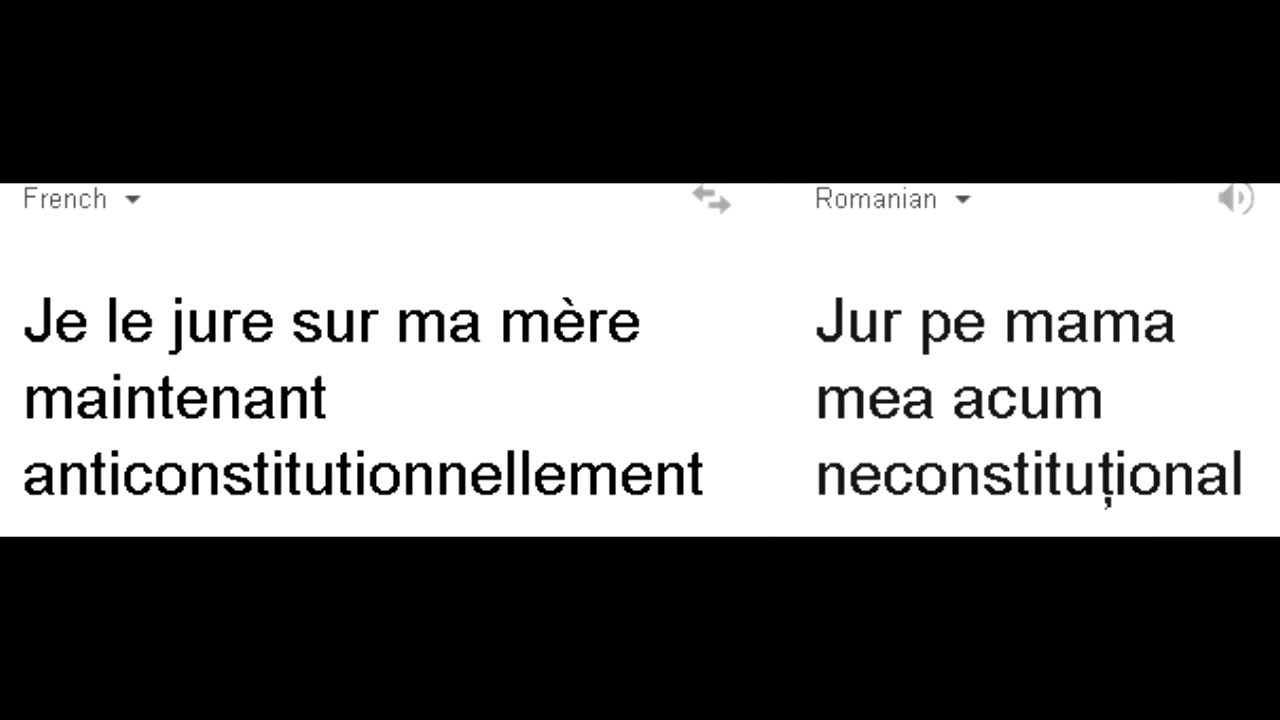 French
Romanian
Je le jure sur ma mère
maintenant
anticonstitutionnellement
Jur pe mama
mea acum
neconstituțional